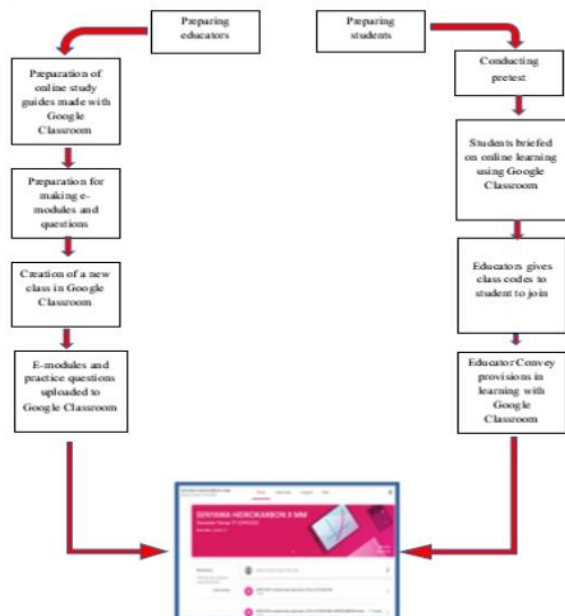 Preparing
educators
Preparing
students
Preparation of
online study
guides made with
Google
Classroom
Preparation for
making e-
modules and
questions
Creation of a new
class in Google
Classroom
E-modules and
practice questions
uploaded to
Google Classroom
Conducting
pretest
Students briefed
on online learning
using Google
Classroom
Educators gives
class codes to
student to join
Educator Convey
provisions in
learning with
Google
Classroom
SENYAWA HIDROKARBON X MM